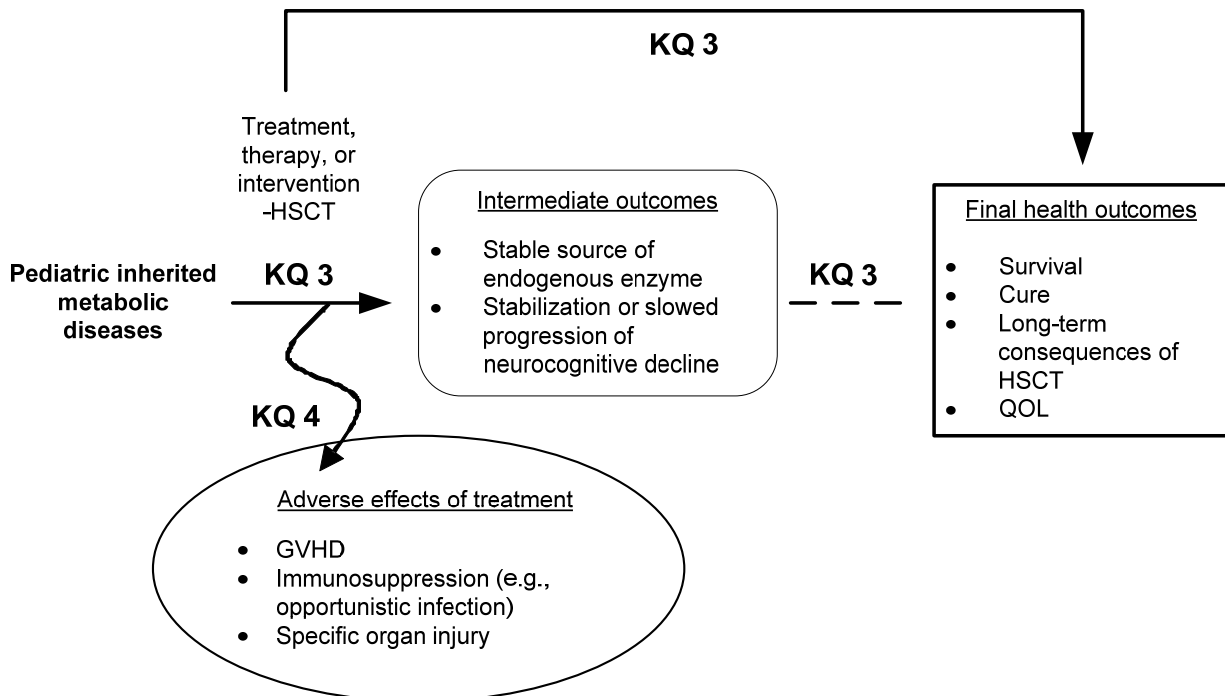 KQ 3
Treatment,
therapy, or
intervention
-HSCT
Pediatric inherited
metabolic
diseases
KQ 3
Intermediate outcomes
• Stable source of
endogenous enzyme
• Stabilization or slowed
progression of
neurocognitive decline
KQ 3
Final health outcomes
• Survival
• Cure
• Long-term
consequences of
HSCT
• QOL
KQ 4
Adverse effects of treatment
• GVHD
• Immunosuppression (e.g.,
opportunistic infection)
• Specific organ injury